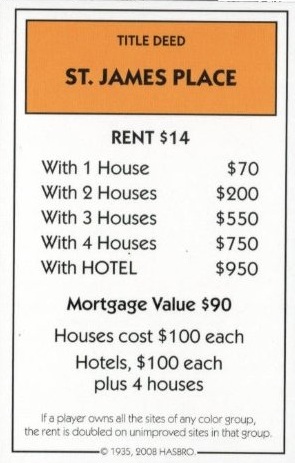 TITLE DEED
ST. JAMES PLACE
RENT $14
With 1 House $70
With 2 Houses $200
With 3 Houses $550
With 4 Houses $750
With HOTEL $950
Mortgage Value $90
Houses cost $100 each
Hotels, $100 each
plus 4 houses
If a player owns all the sites of any color group,
the rent is doubled on unimproved sites in that group.
© 1935, 2008 HASBRO.